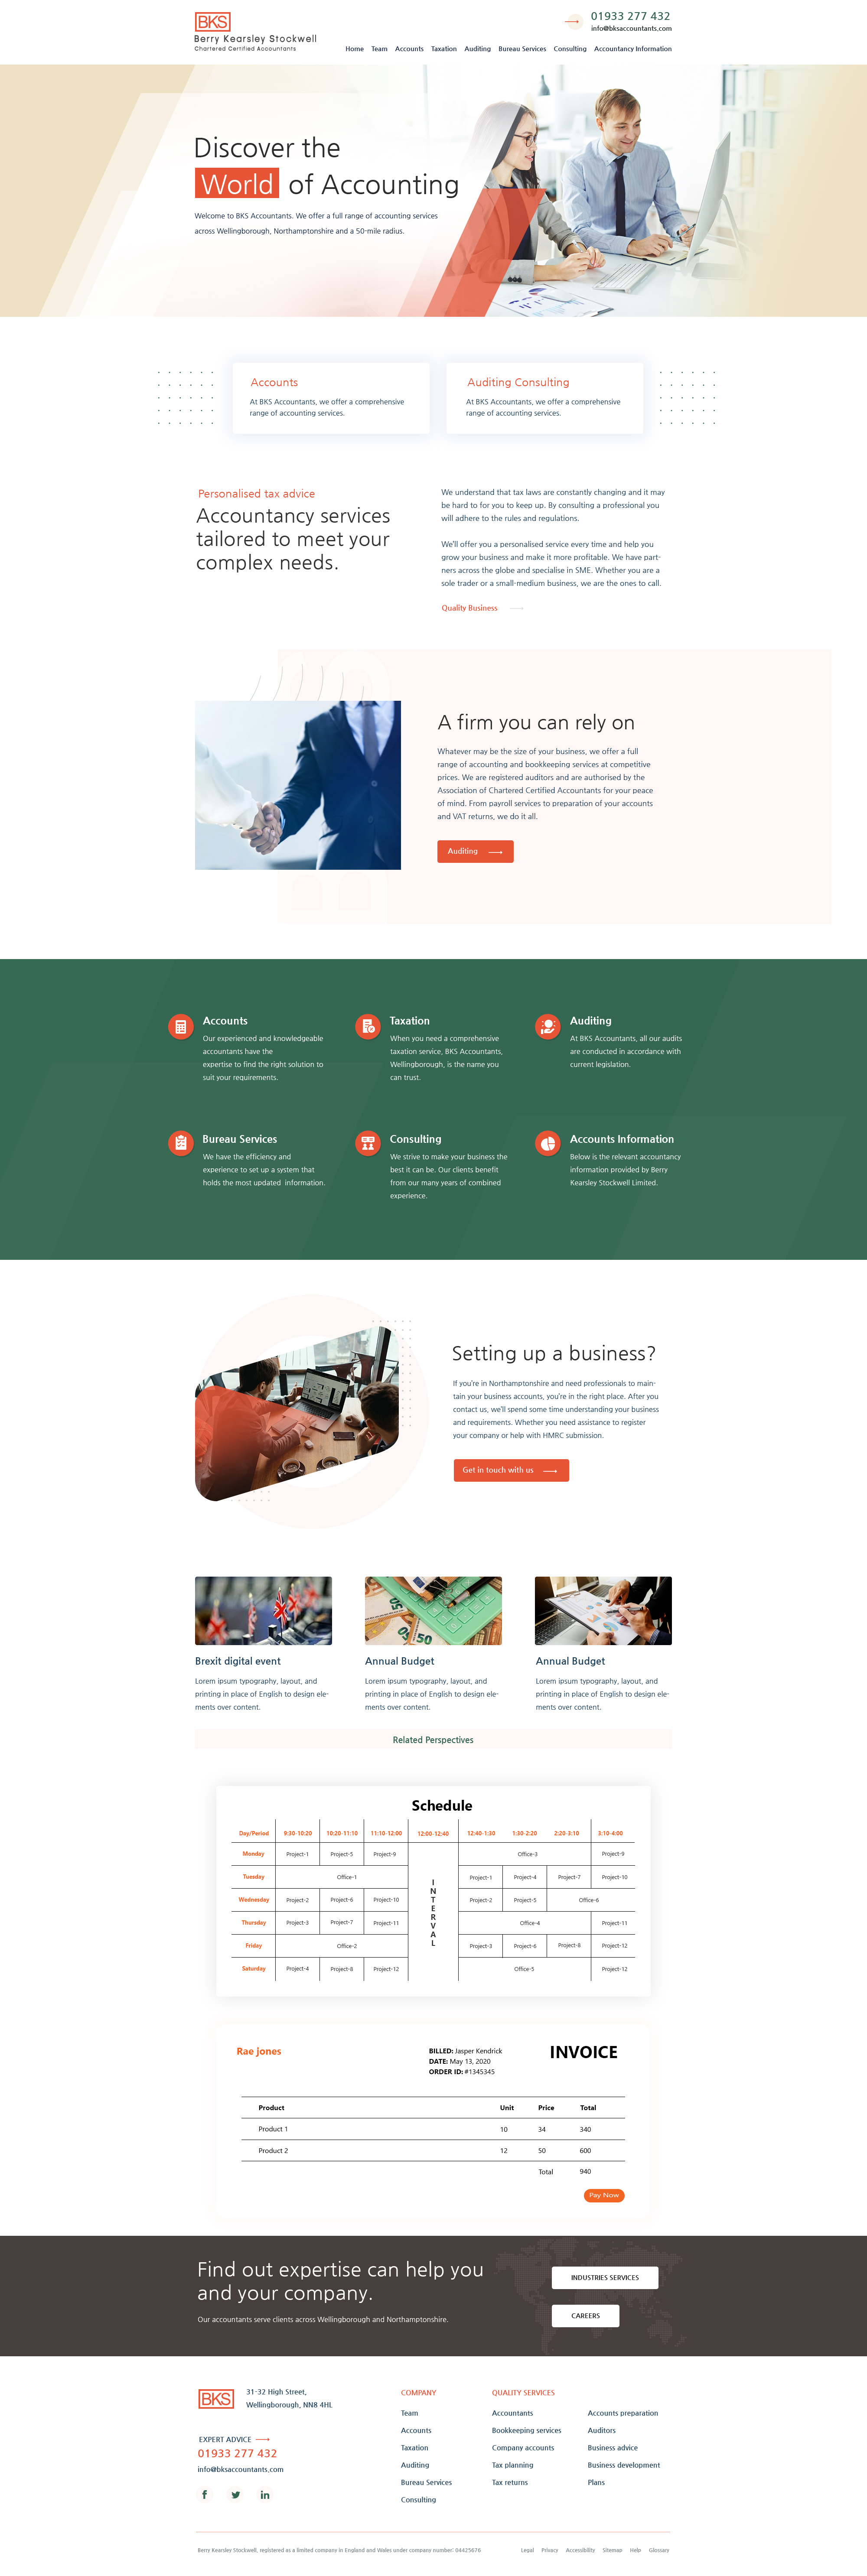 BKS
Berry Kearsley Stockwell
Chartered Certified Accountants
01933 277 432
info@bksaccountants.com
Home Team Accounts Taxation Auditing Bureau Services Consulting Accountancy Information
Discover the
World of Accounting
Welcome to BKS Accountants. We offer a full range of accounting services
across Wellingborough, Northamptonshire and a 50-mile radius.
Accounts
At BKS Accountants, we offer a comprehensive
range of accounting services.
Auditing Consulting
At BKS Accountants, we offer a comprehensive
range of accounting services.
Personalised tax advice
Accountancy services
tailored to meet your
complex needs.
We understand that tax laws are constantly changing and it may
be hard to for you to keep up. By consulting a professional you
will adhere to the rules and regulations.
We'll offer you a personalised service every time and help you
grow your business and make it more profitable. We have part-
ners across the globe and specialise in SME. Whether you are a
sole trader or a small-medium business, we are the ones to call.
Quality Business
A firm you can rely on
Whatever may be the size of your business, we offer a full
range of accounting and bookkeeping services at competitive
prices. We are registered auditors and are authorised by the
Association of Chartered Certified Accountants for your peace
of mind. From payroll services to preparation of your accounts
and VAT returns, we do it all.
Auditing
Accounts
Our experienced and knowledgeable
accountants have the
expertise to find the right solution to
suit your requirements.
Taxation
When you need a comprehensive
taxation service, BKS Accountants,
Wellingborough, is the name you
can trust.
Auditing
At BKS Accountants, all our audits
are conducted in accordance with
current legislation.
Bureau Services
We have the efficiency and
experience to set up a system that
holds the most updated information.
Consulting
We strive to make your business the
best it can be. Our clients benefit
from our many years of combined
experience.
Accounts Information
Below is the relevant accountancy
information provided by Berry
Kearsley Stockwell Limited.
Setting up a business?
If you're in Northamptonshire and need professionals to main-
tain your business accounts, you're in the right place. After you
contact us, we'll spend some time understanding your business
and requirements. Whether you need assistance to register
your company or help with HMRC submission.
Get in touch with us
Brexit digital event
Lorem ipsum typography, layout, and
printing in place of English to design ele-
ments over content.
Annual Budget
Lorem ipsum typography, layout, and
printing in place of English to design ele-
ments over content.
Annual Budget
Lorem ipsum typography, layout, and
printing in place of English to design ele-
ments over content.
Related Perspectives
Schedule
Day/Period 9:30-10:20 10:20-11:10 11:10-12:00 12:00-12:40 12:40-1:30 1:30-2:20 2:20-3:10 3:10-4:00
Monday Project-1 Project-5 Project-9 Office-3 Project-9
Tuesday Office-1 Project-1 Project-4 Project-7 Project-10
Wednesday Project-2 Project-6 Project-10 Project-2 Project-5 Office-6
Thursday Project-3 Project-7 Project-11 Office-4 Project-11
Friday Office-2 Project-3 Project-6 Project-8 Project-12
Saturday Project-4 Project-8 Project-12 Office-5 Project-12
INTERVAL
Rae jones
BILLED: Jasper Kendrick
DATE: May 13, 2020
ORDER ID: #1345345
INVOICE
Product Unit Price Total
Product 1 10 34 340
Product 2 12 50 600
Total 940
Pay Now
Find out expertise can help you
and your company.
Our accountants serve clients across Wellingborough and Northamptonshire.
INDUSTRIES SERVICES
CAREERS
BKS
31-32 High Street,
Wellingborough, NN8 4HL
EXPERT ADVICE
01933 277 432
info@bksaccountants.com
COMPANY
Team
Accounts
Taxation
Auditing
Bureau Services
Consulting
QUALITY SERVICES
Accountants
Bookkeeping services
Company accounts
Tax planning
Tax returns
Accounts preparation
Auditors
Business advice
Business development
Plans
Berry Kearsley Stockwell, registered as a limited company in England and Wales under company number: 04425676
Legal Privacy Accessibility Sitemap Help Glossary